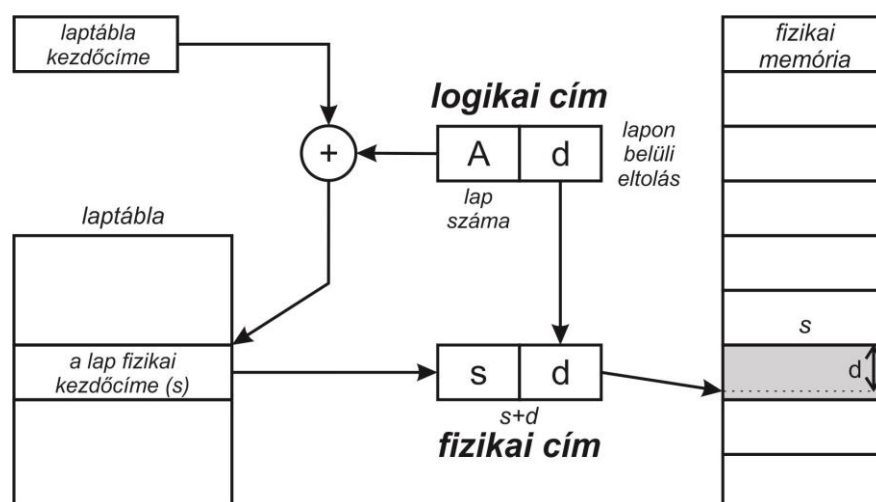 laptábla
kezdőcíme
fizikai
memória
logikai cím
+
A
d
lapon
belüli
eltolás
lap
száma
laptábla
s
a lap fizikai
kezdőcíme (s)
s
d
d
s+d
fizikai cím